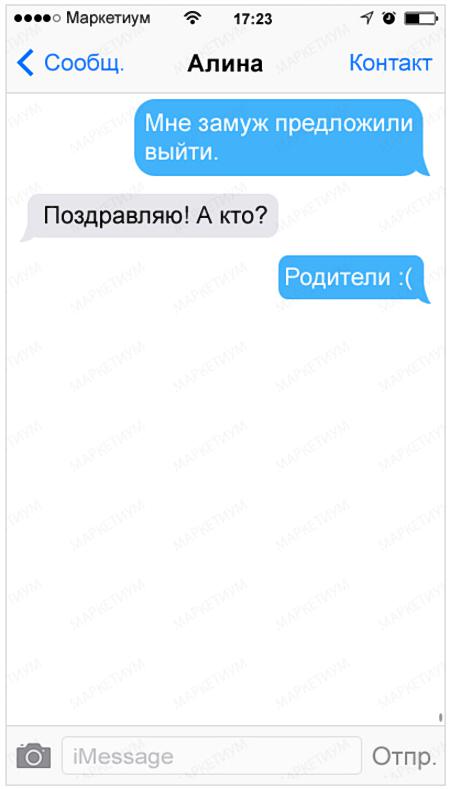 Маркетиум 17:23
Сообщ. Алина Контакт
Мне замуж предложили
выйти.
Поздравляю! А кто?
Родители :(
iMessage Отпр.
МАРКЕТИУМ